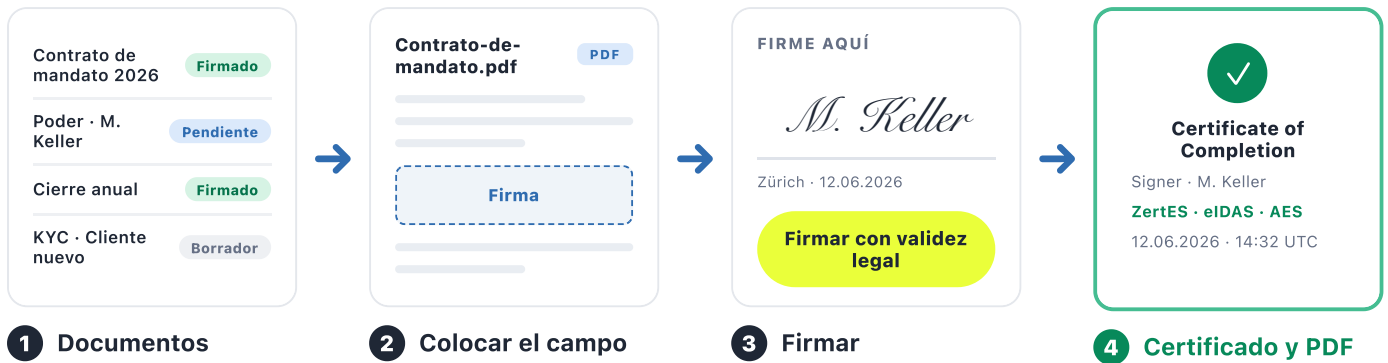 Contrato de
mandato 2026
Firmado
Poder · M.
Keller
Pendiente
Cierre anual
Firmado
KYC · Cliente
nuevo
Borrador
1 Documentos
Contrato-de-
mandato.pdf
PDF
Firma
2 Colocar el campo
FIRME AQUÍ
M. Keller
Zürich · 12.06.2026
Firmar con validez
legal
3 Firmar
Certificate of
Completion
Signer · M. Keller
ZertES · eIDAS · AES
12.06.2026 · 14:32 UTC
4 Certificado y PDF